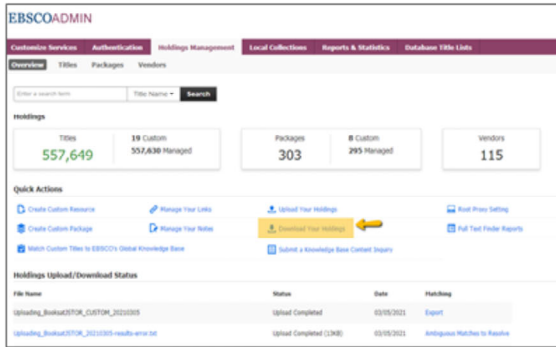 EBSCOADMIN
Customize Services Authentication Holdings Management Local Collections Reports & Statistics Database Title Lists
Overview Titles Packages Vendors
Enter a search term Title Name Search
Holdings
Titles 19 Custom Packages 8 Custom Vendors
557,649 557,630 Managed 303 295 Managed 115
Quick Actions
Create Custom Resource Manage Your Links Upload Your Holdings Root Proxy Setting
Create Custom Package Manage Your Notes Download Your Holdings Full Text Finder Reports
Match Custom Titles to EBSCO's Global Knowledge Base Submit a Knowledge Base Content Inquiry
Holdings Upload/Download Status
File Name Status Date Matching
Uploading_BooksatJSTOR_CUSTOM_20210305 Upload Completed 03/05/2021 Export
Uploading_BooksatJSTOR_20210305-results-error.txt Upload Completed (13KB) 03/05/2021 Ambiguous Matches to Resolve